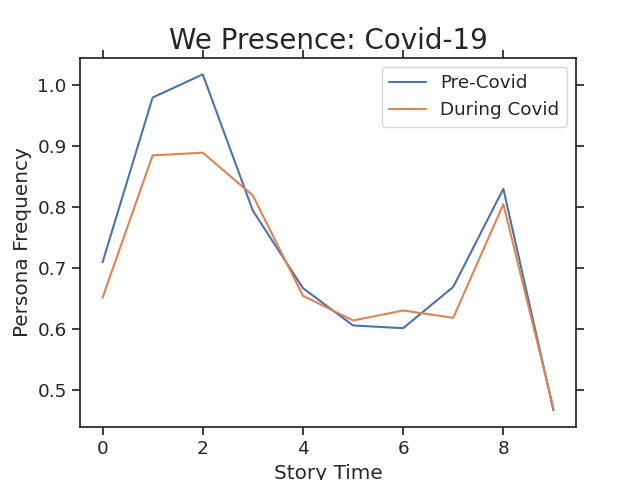 We Presence: Covid-19
Pre-Covid
During Covid
Persona Frequency
1.0
0.9
0.8
0.7
0.6
0.5
0 2 4 6 8
Story Time